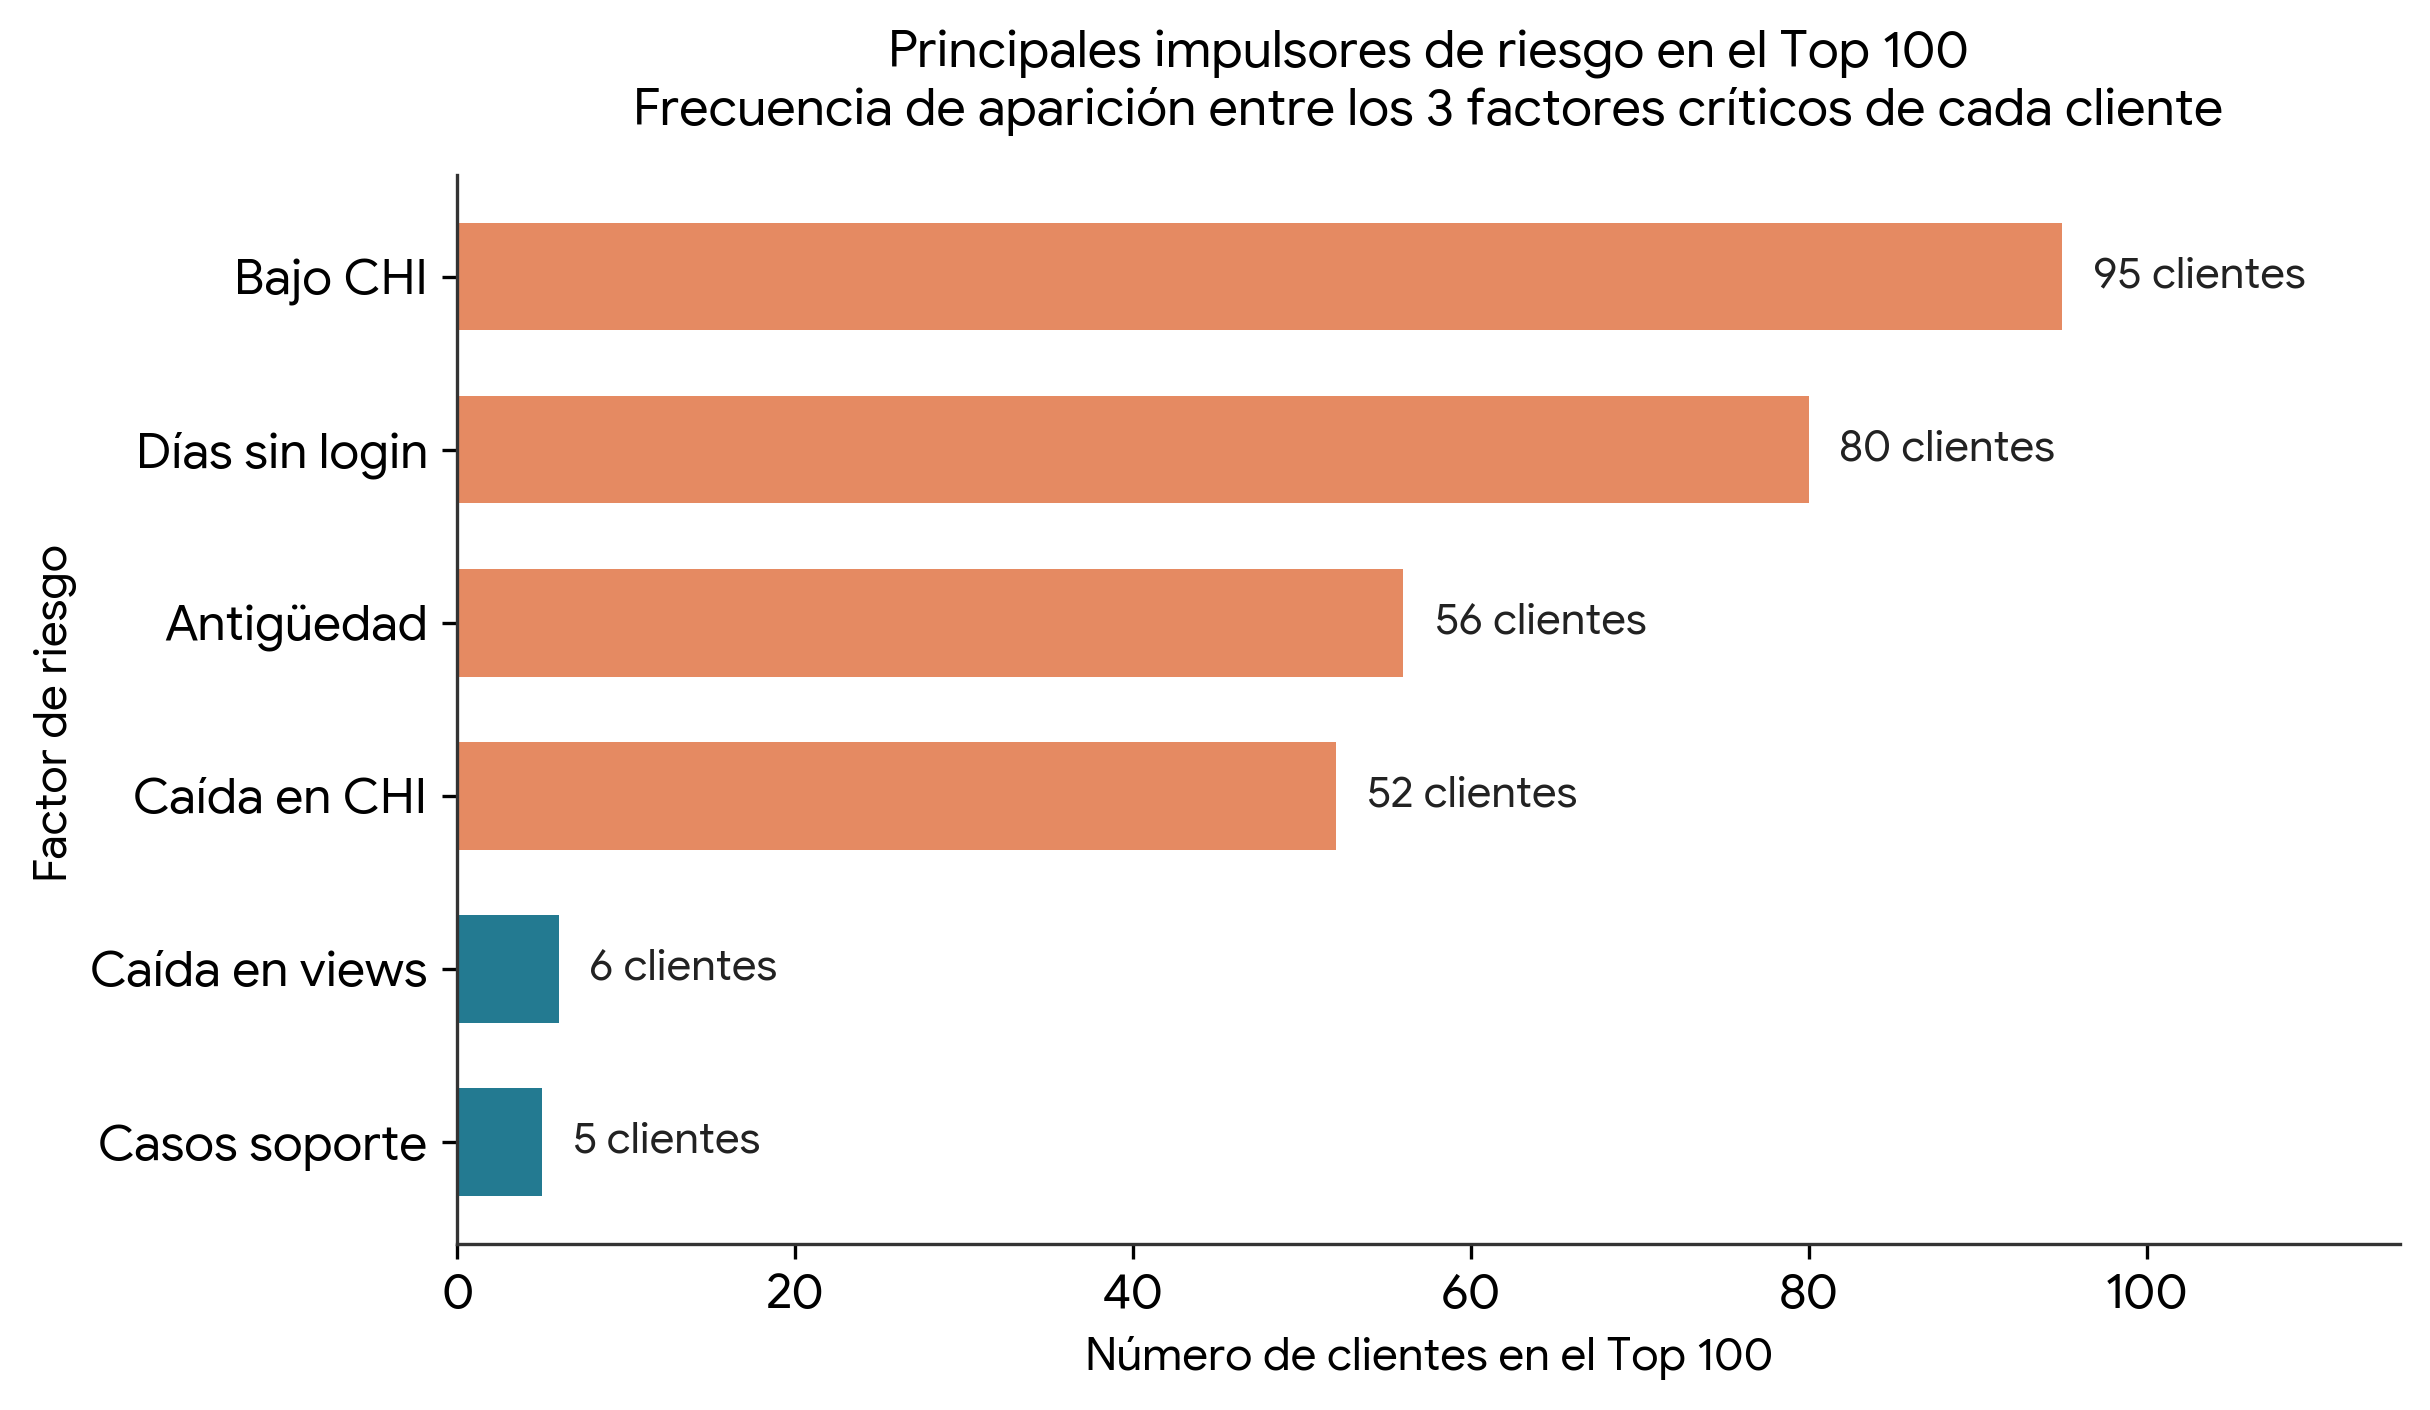 Principales impulsores de riesgo en el Top 100
Frecuencia de aparición entre los 3 factores críticos de cada cliente
Factor de riesgo
Bajo CHI
95 clientes
Días sin login
80 clientes
Antigüedad
56 clientes
Caída en CHI
52 clientes
Caída en views
6 clientes
Casos soporte
5 clientes
0 20 40 60 80 100
Número de clientes en el Top 100